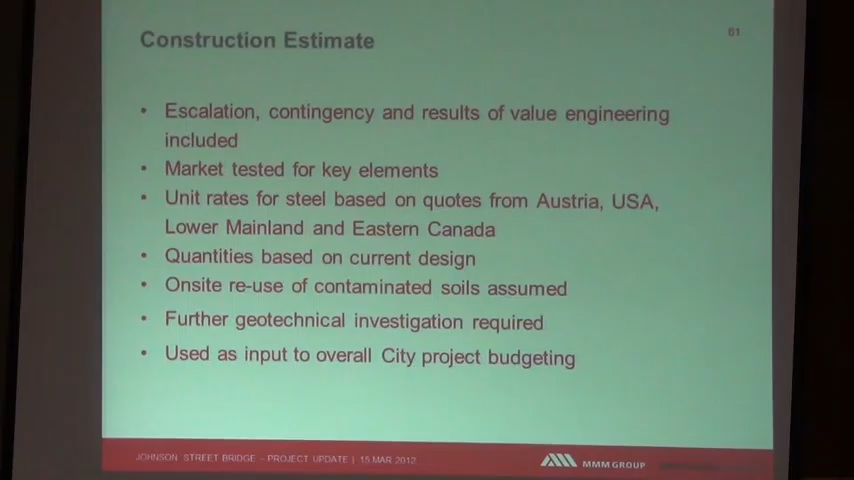 Construction Estimate
61
• Escalation, contingency and results of value engineering
included
• Market tested for key elements
• Unit rates for steel based on quotes from Austria, USA,
Lower Mainland and Eastern Canada
• Quantities based on current design
• Onsite re-use of contaminated soils assumed
• Further geotechnical investigation required
• Used as input to overall City project budgeting
JOHNSON STREET BRIDGE – PROJECT UPDATE | 15 MAR 2012
MMM GROUP